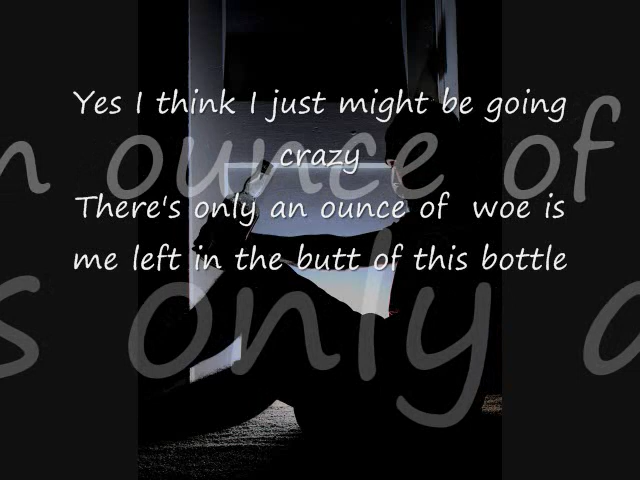 Yes I think I just might be going
crazy
There's only an ounce of  woe is
me left in the butt of this bottle
n ounce of
s only a